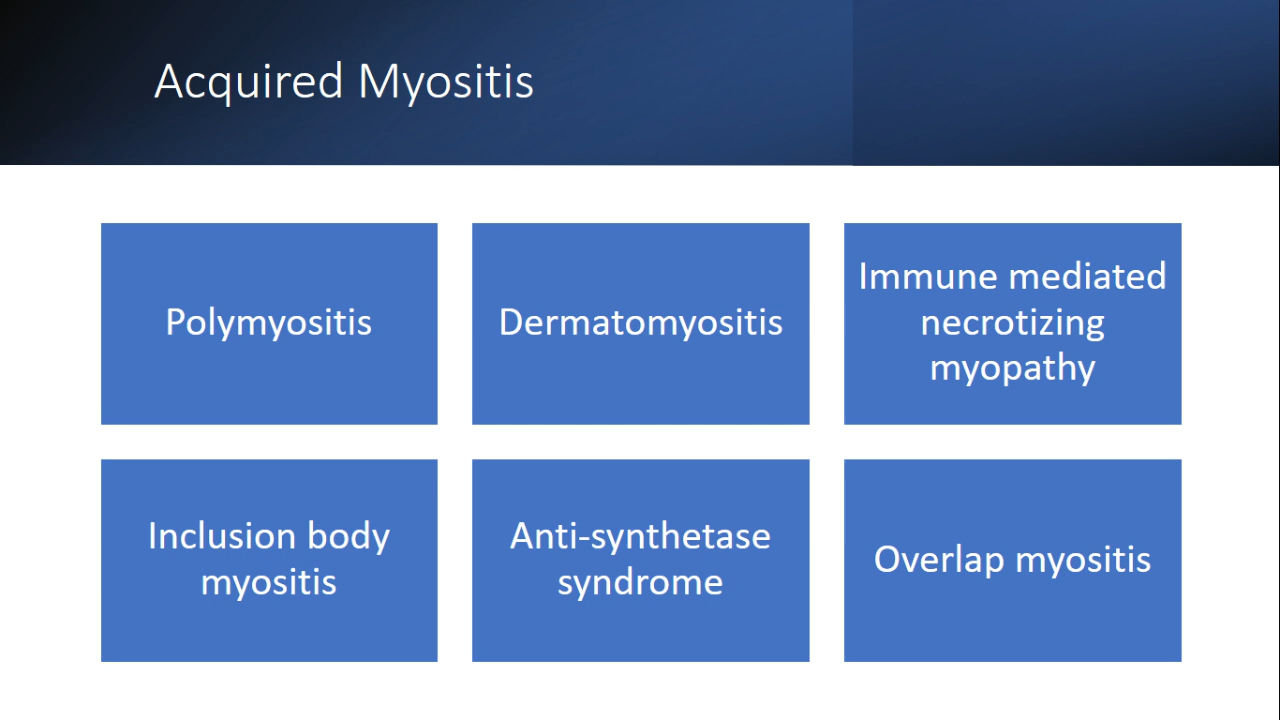 Acquired Myositis
Polymyositis
Dermatomyositis
Immune mediated
necrotizing
myopathy
Inclusion body
myositis
Anti-synthetase
syndrome
Overlap myositis